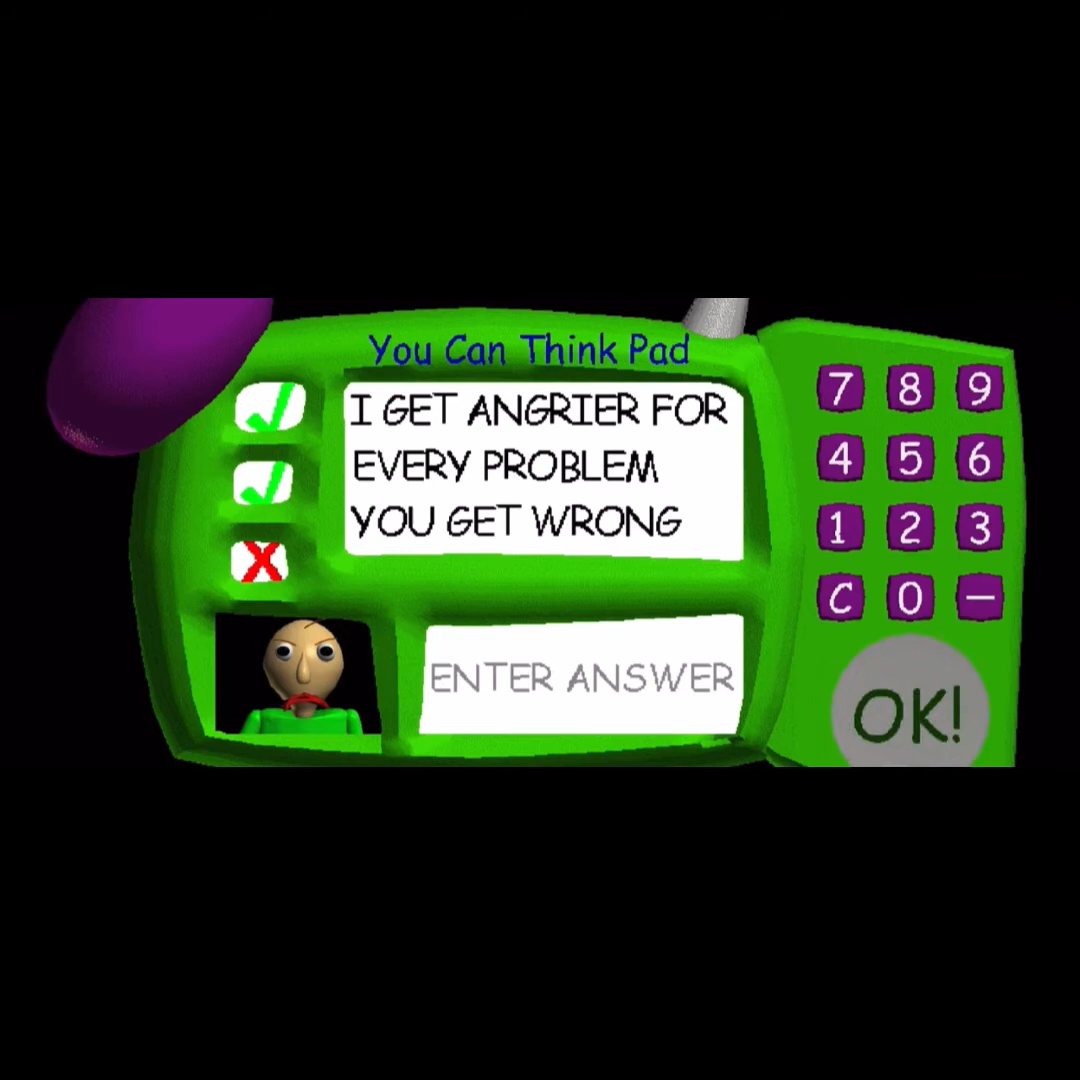 You Can Think Pad
I GET ANGRIER FOR
EVERY PROBLEM
YOU GET WRONG
ENTER ANSWER
7 8 9
4 5 6
1 2 3
C 0 —
OK!